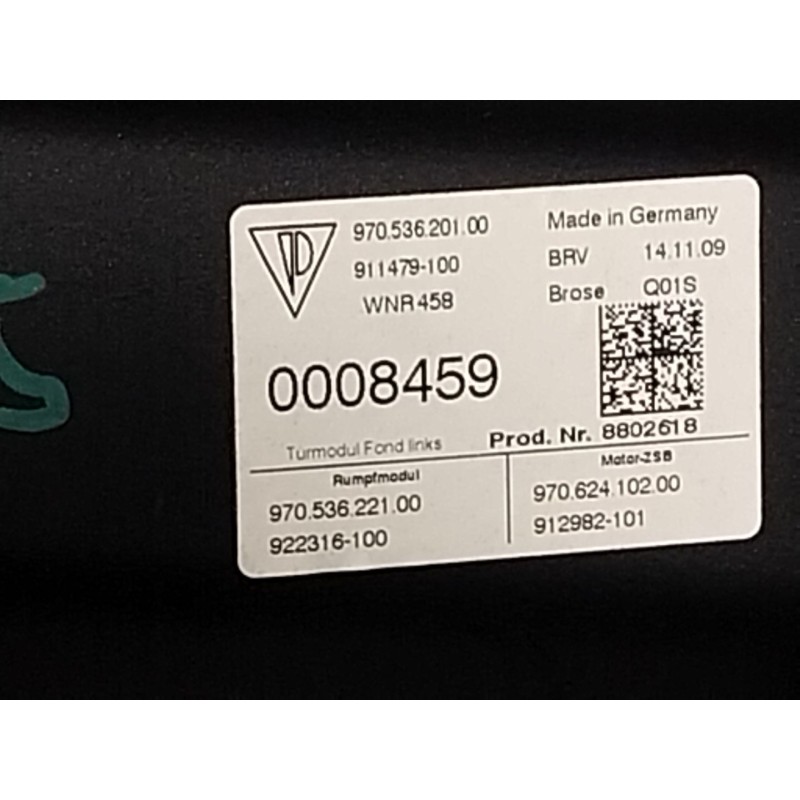 970.536.201.00
911479-100
WNR 458
Made in Germany
BRV 14.11.09
Brose Q01S
0008459
Turmodul Fond links
Prod. Nr. 8802618
Rumpfmodul
970.536.221.00
922316-100
Motor-ZSB
970.624.102.00
912982-101